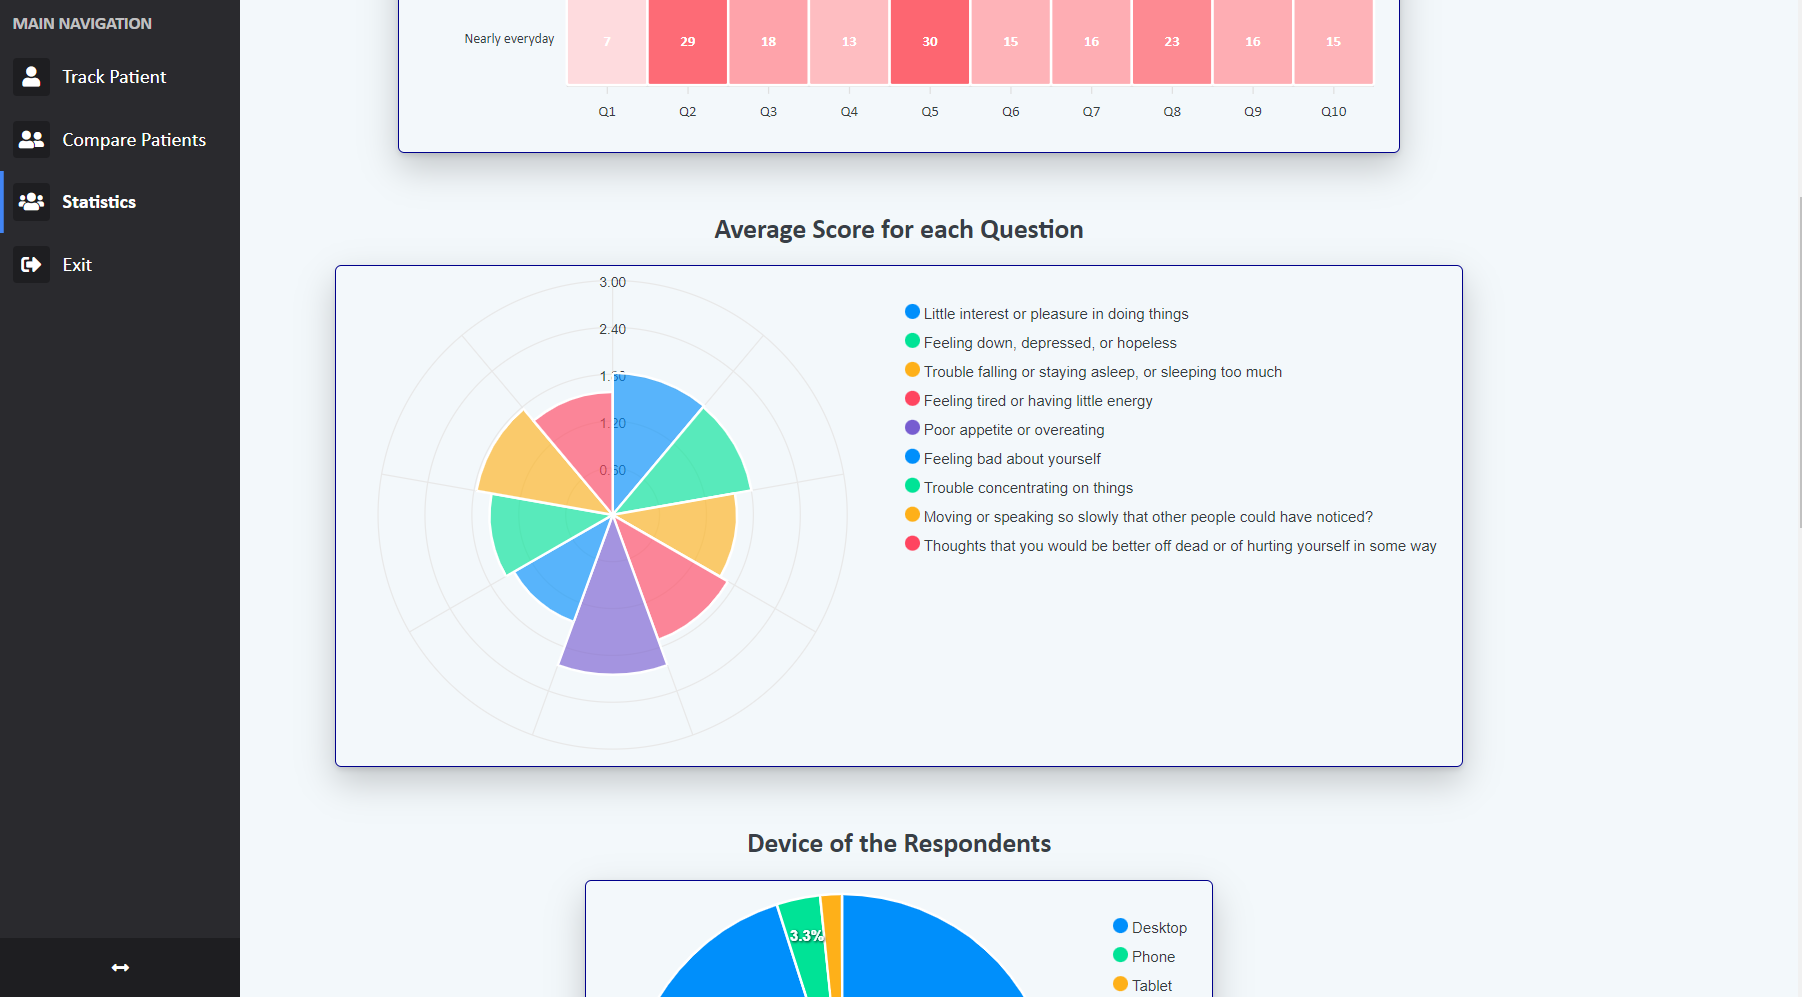 MAIN NAVIGATION
Track Patient
Compare Patients
Statistics
Exit
Nearly everyday 7 29 18 13 30 15 16 23 16 15
Q1 Q2 Q3 Q4 Q5 Q6 Q7 Q8 Q9 Q10
Average Score for each Question
3.00
2.40
1.80
1.20
0.60
Little interest or pleasure in doing things
Feeling down, depressed, or hopeless
Trouble falling or staying asleep, or sleeping too much
Feeling tired or having little energy
Poor appetite or overeating
Feeling bad about yourself
Trouble concentrating on things
Moving or speaking so slowly that other people could have noticed?
Thoughts that you would be better off dead or of hurting yourself in some way
Device of the Respondents
3.3%
Desktop
Phone
Tablet